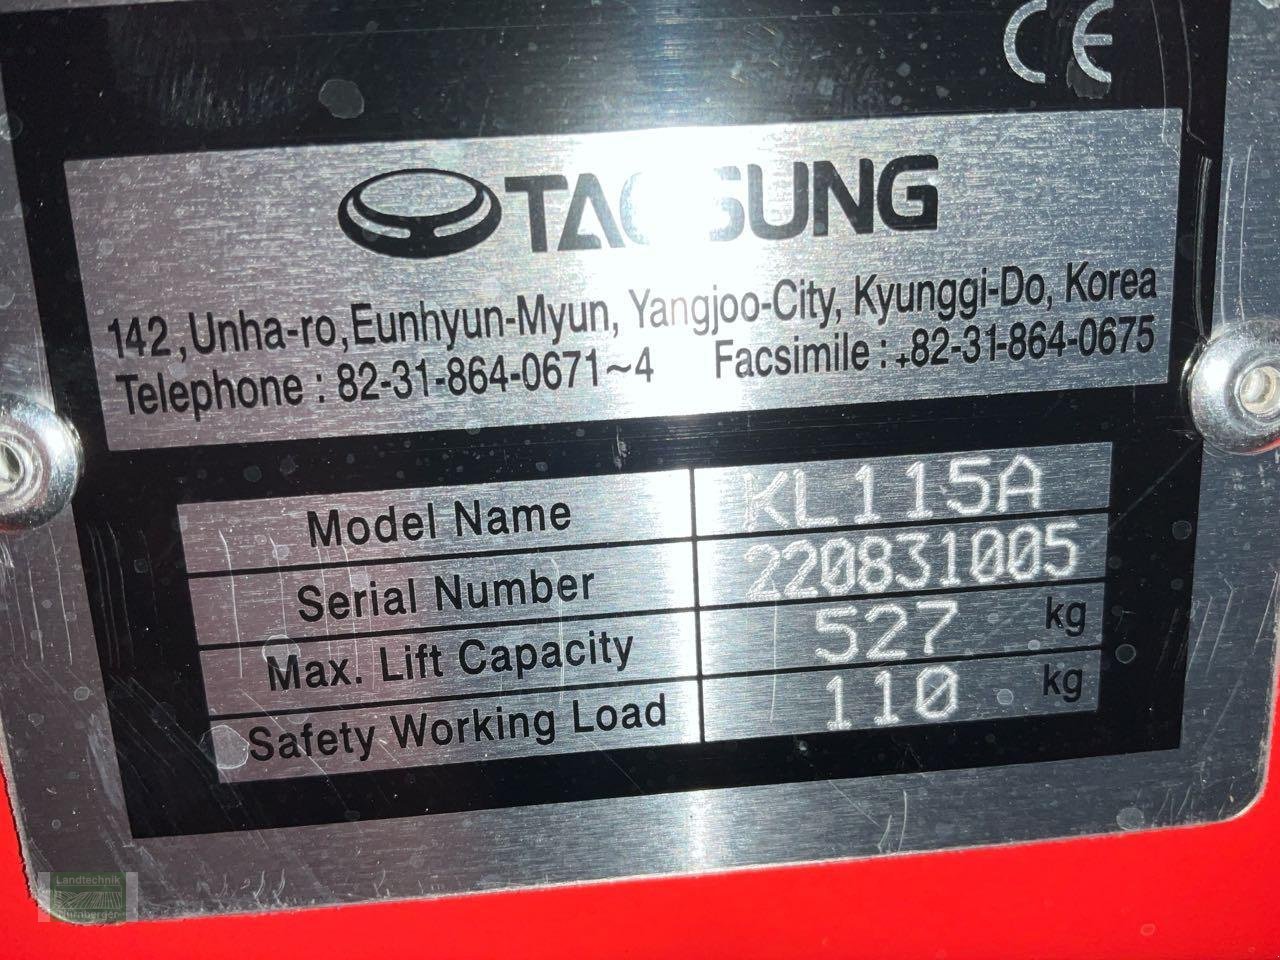 CE
TAESUNG
142,Unha-ro,Eunhyun-Myun, Yangjoo-City, Kyunggi-Do, Korea
Telephone : 82-31-864-0671~4 Facsimile : +82-31-864-0675
Model Name KL115A
Serial Number 220831005
Max. Lift Capacity 527 kg
Safety Working Load 110 kg
Landtechnik
Nürnberger